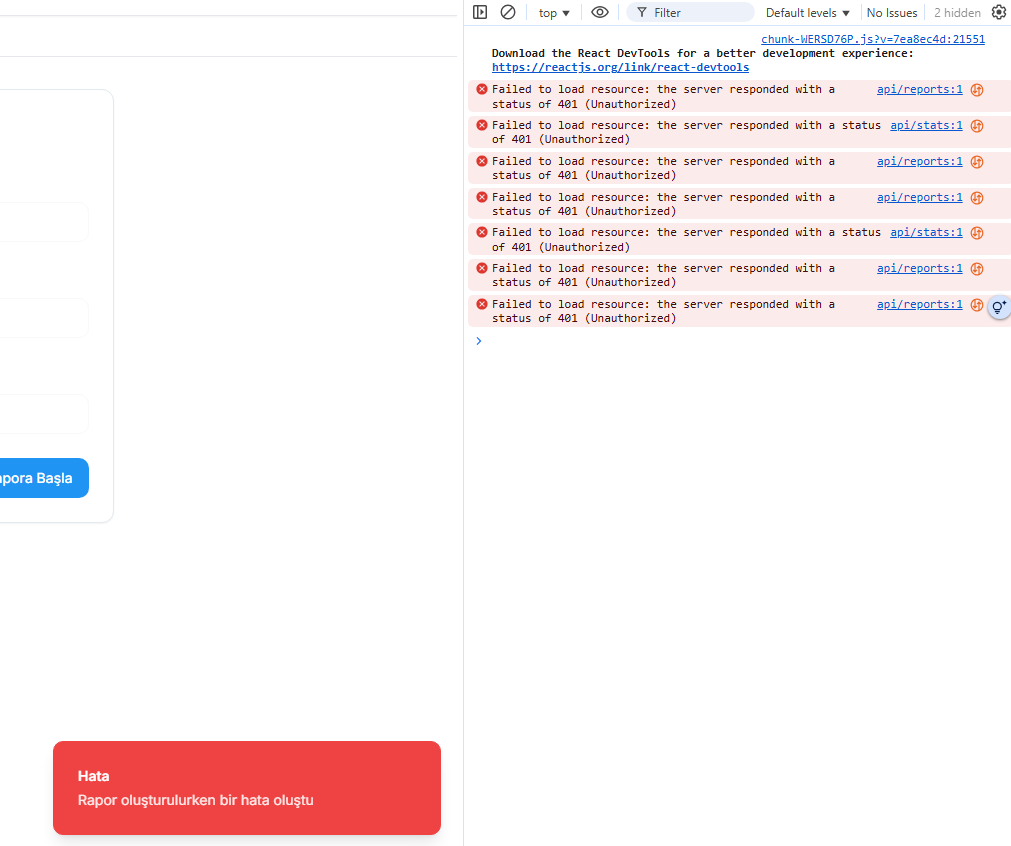 top
Filter
Default levels
No Issues
2 hidden
chunk-WERSD76P.js?v=7ea8ec4d:21551
Download the React DevTools for a better development experience:
https://reactjs.org/link/react-devtools
Failed to load resource: the server responded with a api/reports:1
status of 401 (Unauthorized)
Failed to load resource: the server responded with a status api/stats:1
of 401 (Unauthorized)
Failed to load resource: the server responded with a api/reports:1
status of 401 (Unauthorized)
Failed to load resource: the server responded with a api/reports:1
status of 401 (Unauthorized)
Failed to load resource: the server responded with a status api/stats:1
of 401 (Unauthorized)
Failed to load resource: the server responded with a api/reports:1
status of 401 (Unauthorized)
Failed to load resource: the server responded with a api/reports:1
status of 401 (Unauthorized)
pora Başla
Hata
Rapor oluşturulurken bir hata oluştu